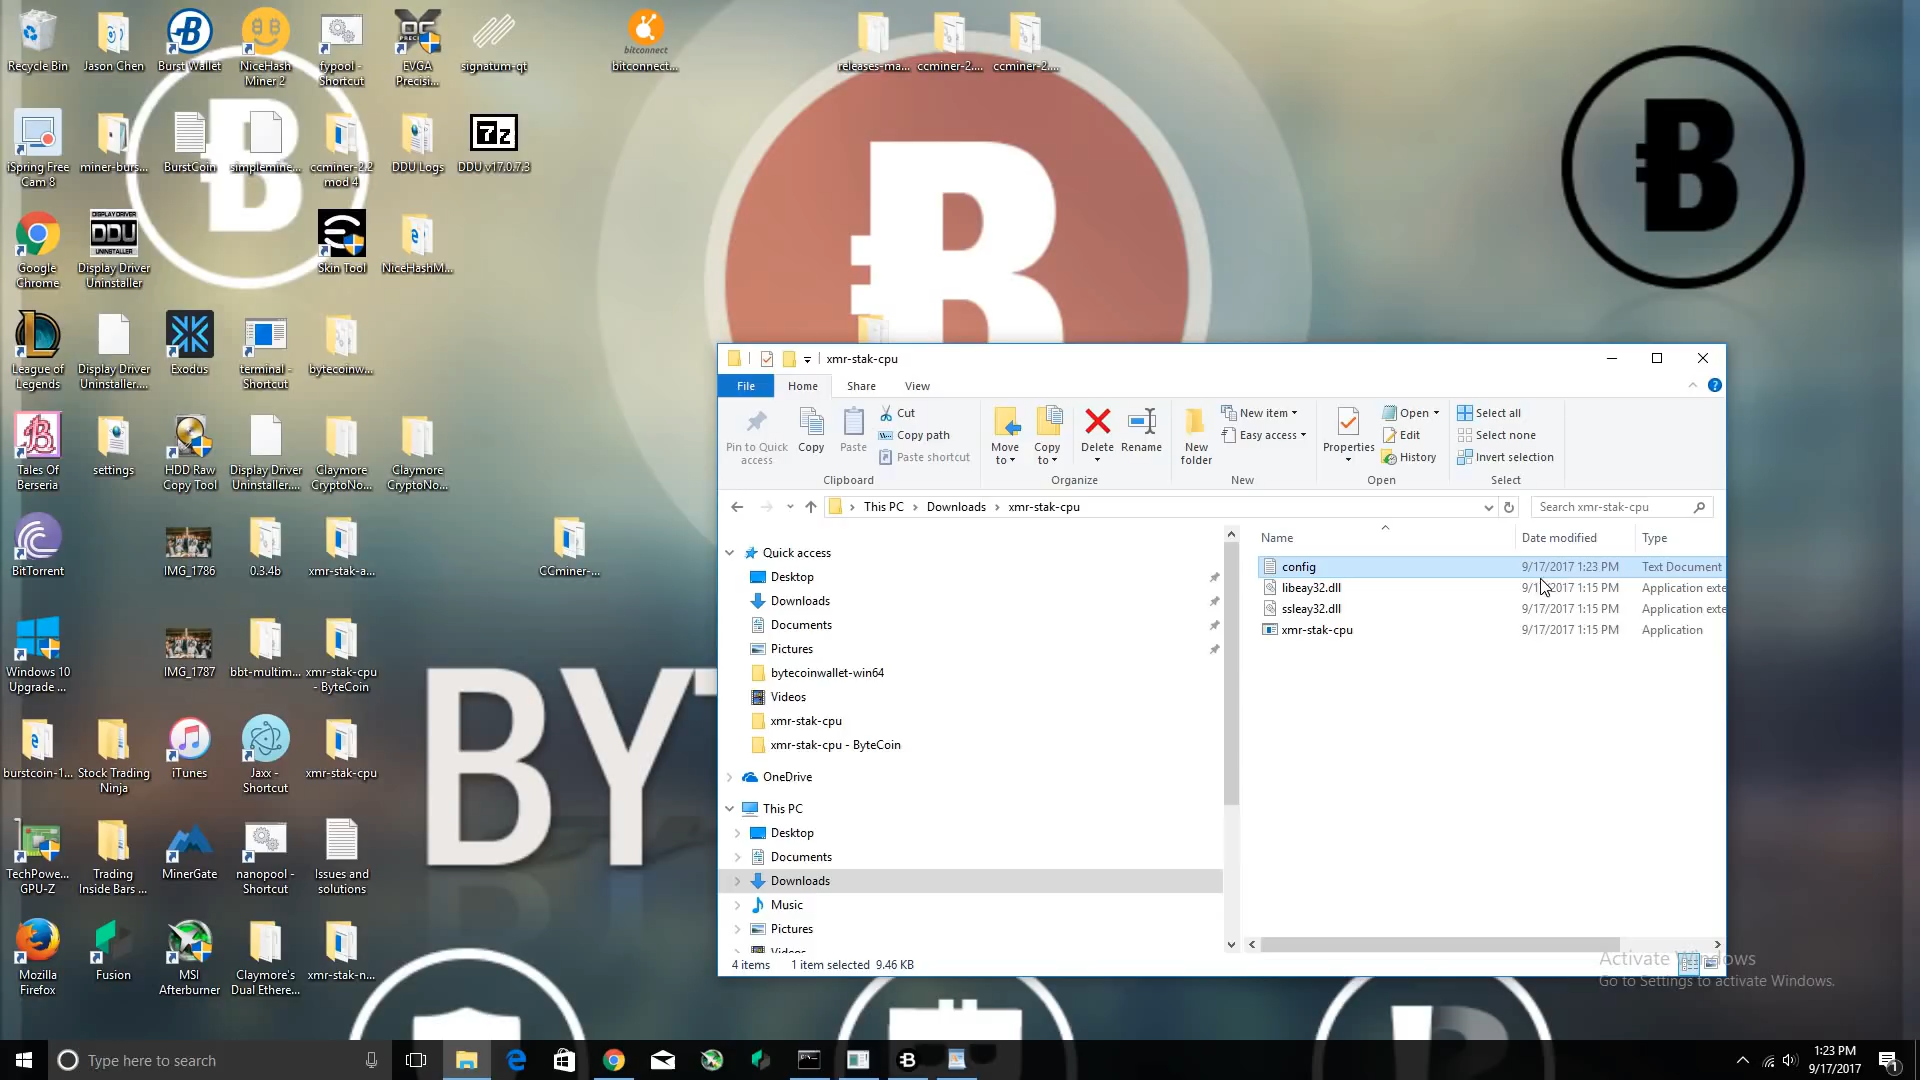 Recycle Bin
Jason Chen
Burst Wallet
NiceHash
Miner 2
fypool -
Shortcut
EVGA
Precisi...
signatum-qt
bitconnect
bitconnect...
releases-ma...
ccminer-2....
ccminer-2....
iSpring Free
Cam 8
miner-burs...
BurstCoin
simplemine...
ccminer-2.2
mod 4
DDU Logs
7z
DDU v17.0.7.3
Google
Chrome
DISPLAY DRIVER
DDU
UNINSTALLER
Display Driver
Uninstaller
Skin Tool
NiceHashM...
League of
Legends
Display Driver
Uninstaller....
Exodus
terminal -
Shortcut
bytecoinw...
Tales Of
Berseria
settings
HDD Raw
Copy Tool
Display Driver
Uninstaller....
Claymore
CryptoNo...
Claymore
CryptoNo...
BitTorrent
IMG_1786
0.3.4b
xmr-stak-a...
CCminer-...
Windows 10
Upgrade ...
IMG_1787
bbt-multim...
xmr-stak-cpu
- ByteCoin
burstcoin-1...
Stock Trading
Ninja
iTunes
Jaxx -
Shortcut
xmr-stak-cpu
TechPowe...
GPU-Z
Trading
Inside Bars ...
MinerGate
nanopool -
Shortcut
Issues and
solutions
Mozilla
Firefox
Fusion
MSI
Afterburner
Claymore's
Dual Ethere...
xmr-stak-n...
BY
xmr-stak-cpu
File Home Share View
Pin to Quick
access
Copy
Paste
Cut
Copy path
Paste shortcut
Clipboard
Move
to
Copy
to
Delete
Rename
Organize
New
folder
New item
Easy access
New
Properties
Open
Edit
History
Open
Select all
Select none
Invert selection
Select
This PC > Downloads > xmr-stak-cpu
Search xmr-stak-cpu
Quick access
Desktop
Downloads
Documents
Pictures
bytecoinwallet-win64
Videos
xmr-stak-cpu
xmr-stak-cpu - ByteCoin
OneDrive
This PC
Desktop
Documents
Downloads
Music
Pictures
Videos
Name Date modified Type
config 9/17/2017 1:23 PM Text Document
libeay32.dll 9/17/2017 1:15 PM Application exte
ssleay32.dll 9/17/2017 1:15 PM Application exte
xmr-stak-cpu 9/17/2017 1:15 PM Application
4 items 1 item selected 9.46 KB
Activate Windows
Go to Settings to activate Windows.
Type here to search
1:23 PM
9/17/2017
1